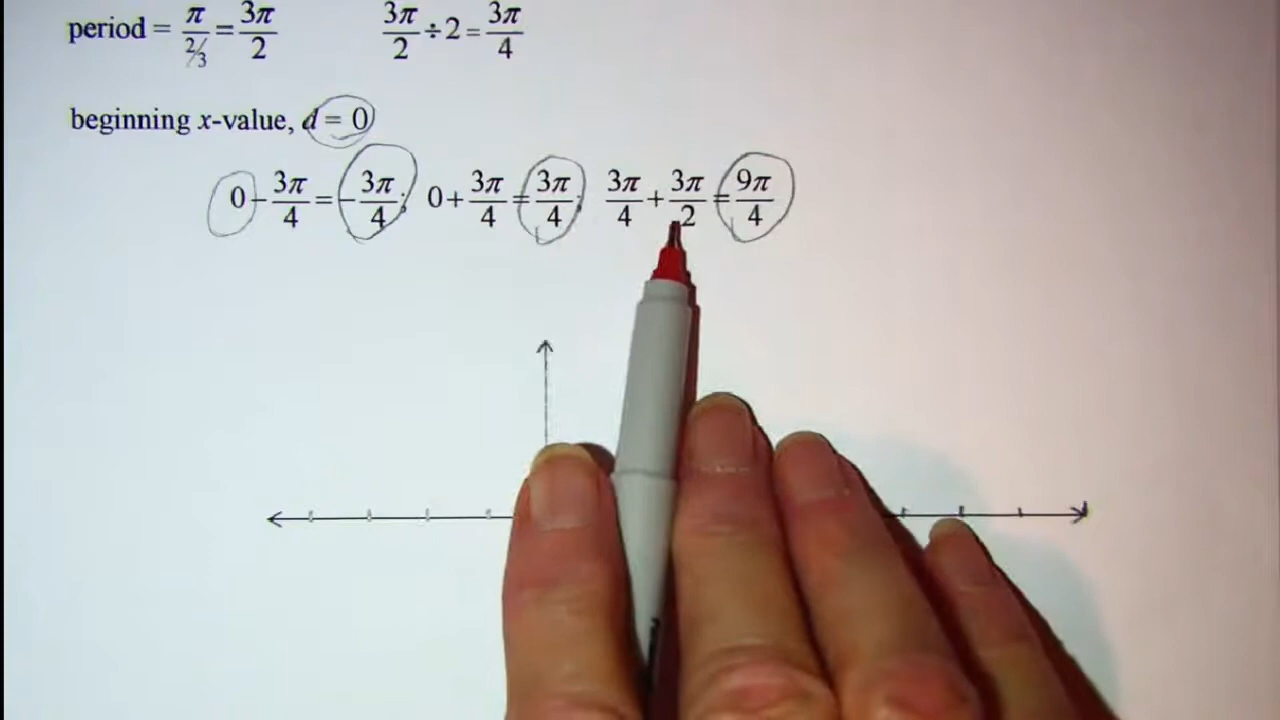 period = π/(2/3) = 3π/2    3π/2 ÷ 2 = 3π/4
beginning x-value, d = 0
0 − 3π/4 = −3π/4; 0 + 3π/4 = 3π/4; 3π/4 + 3π/2 = 9π/4